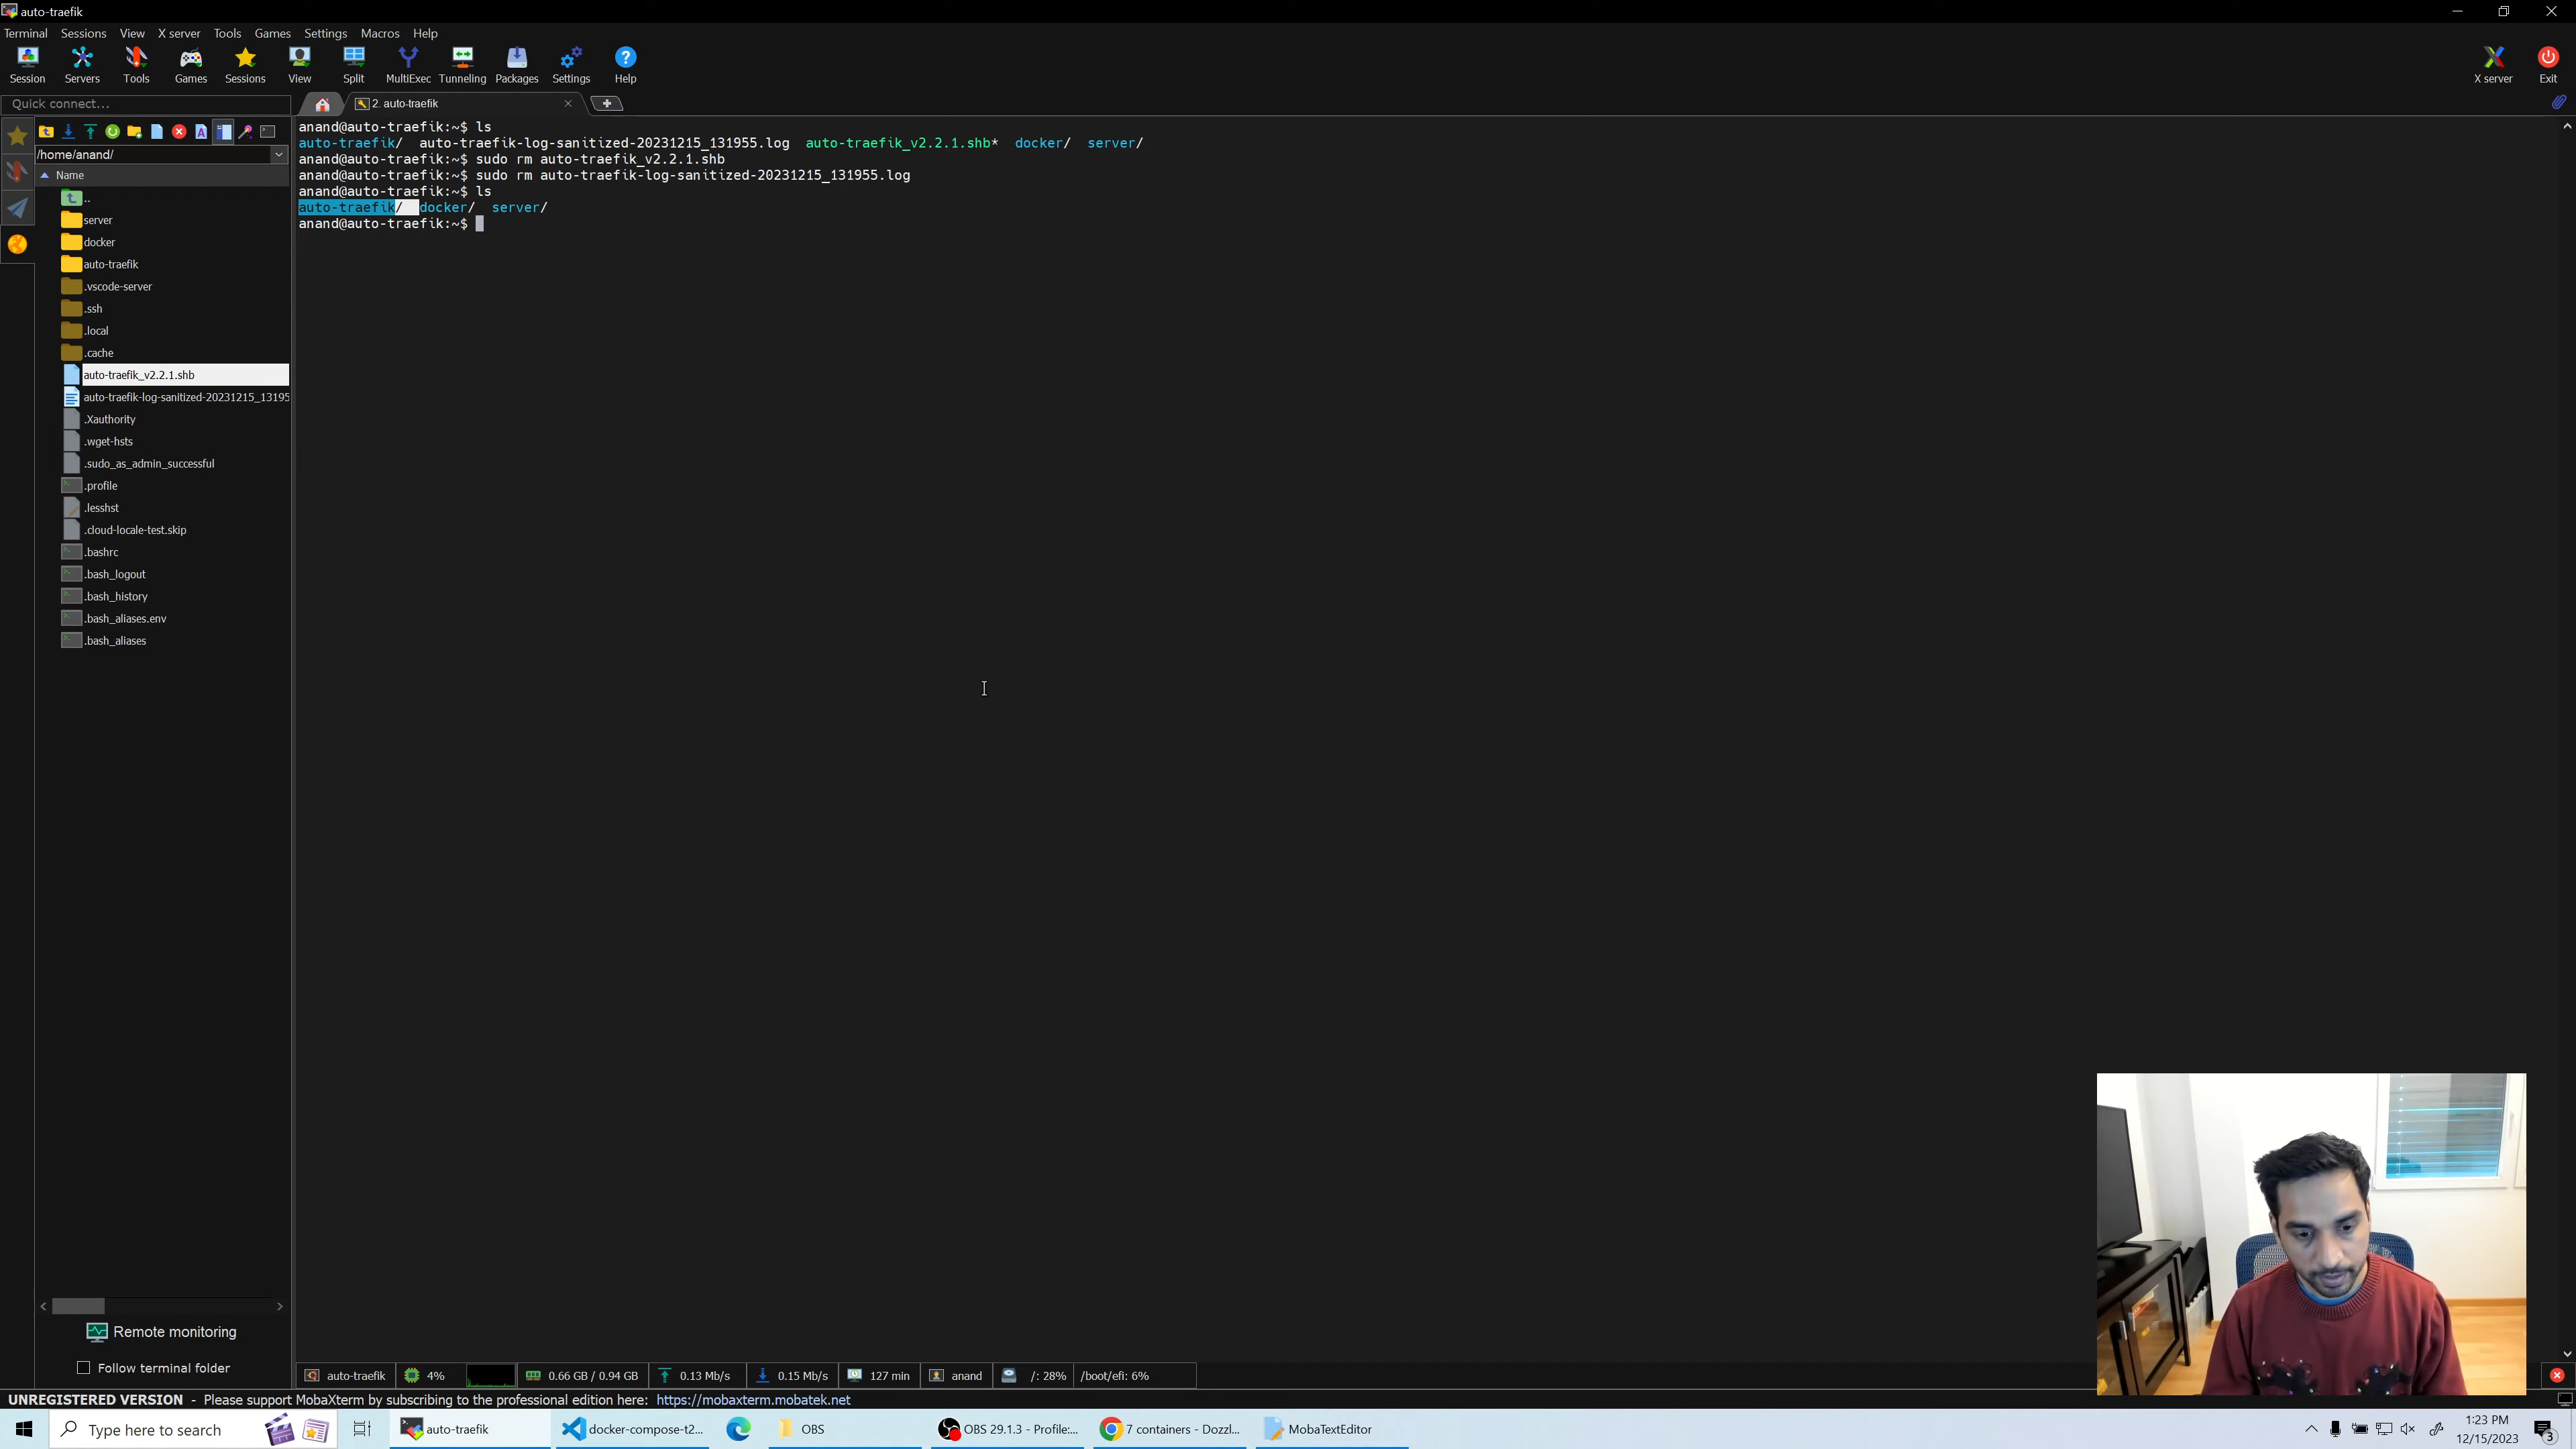 auto-traefik
Terminal Sessions View X server Tools Games Settings Macros Help
Session Servers Tools Games Sessions View Split MultiExec Tunneling Packages Settings Help X server Exit
Quick connect...
2. auto-traefik
/home/anand/
Name
..
server
docker
auto-traefik
.vscode-server
.ssh
.local
.cache
auto-traefik_v2.2.1.shb
auto-traefik-log-sanitized-20231215_13195
.Xauthority
.wget-hsts
.sudo_as_admin_successful
.profile
.lesshst
.cloud-locale-test.skip
.bashrc
.bash_logout
.bash_history
.bash_aliases.env
.bash_aliases
Remote monitoring
Follow terminal folder
anand@auto-traefik:~$ ls
auto-traefik/ auto-traefik-log-sanitized-20231215_131955.log auto-traefik_v2.2.1.shb* docker/ server/
anand@auto-traefik:~$ sudo rm auto-traefik_v2.2.1.shb
anand@auto-traefik:~$ sudo rm auto-traefik-log-sanitized-20231215_131955.log
anand@auto-traefik:~$ ls
auto-traefik/ docker/ server/
anand@auto-traefik:~$
auto-traefik 4% 0.66 GB / 0.94 GB 0.13 Mb/s 0.15 Mb/s 127 min anand /: 28% /boot/efi: 6%
UNREGISTERED VERSION - Please support MobaXterm by subscribing to the professional edition here: https://mobaxterm.mobatek.net
Type here to search auto-traefik docker-compose-t2... OBS OBS 29.1.3 - Profile:... 7 containers - Dozzl... MobaTextEditor
1:23 PM
12/15/2023
3